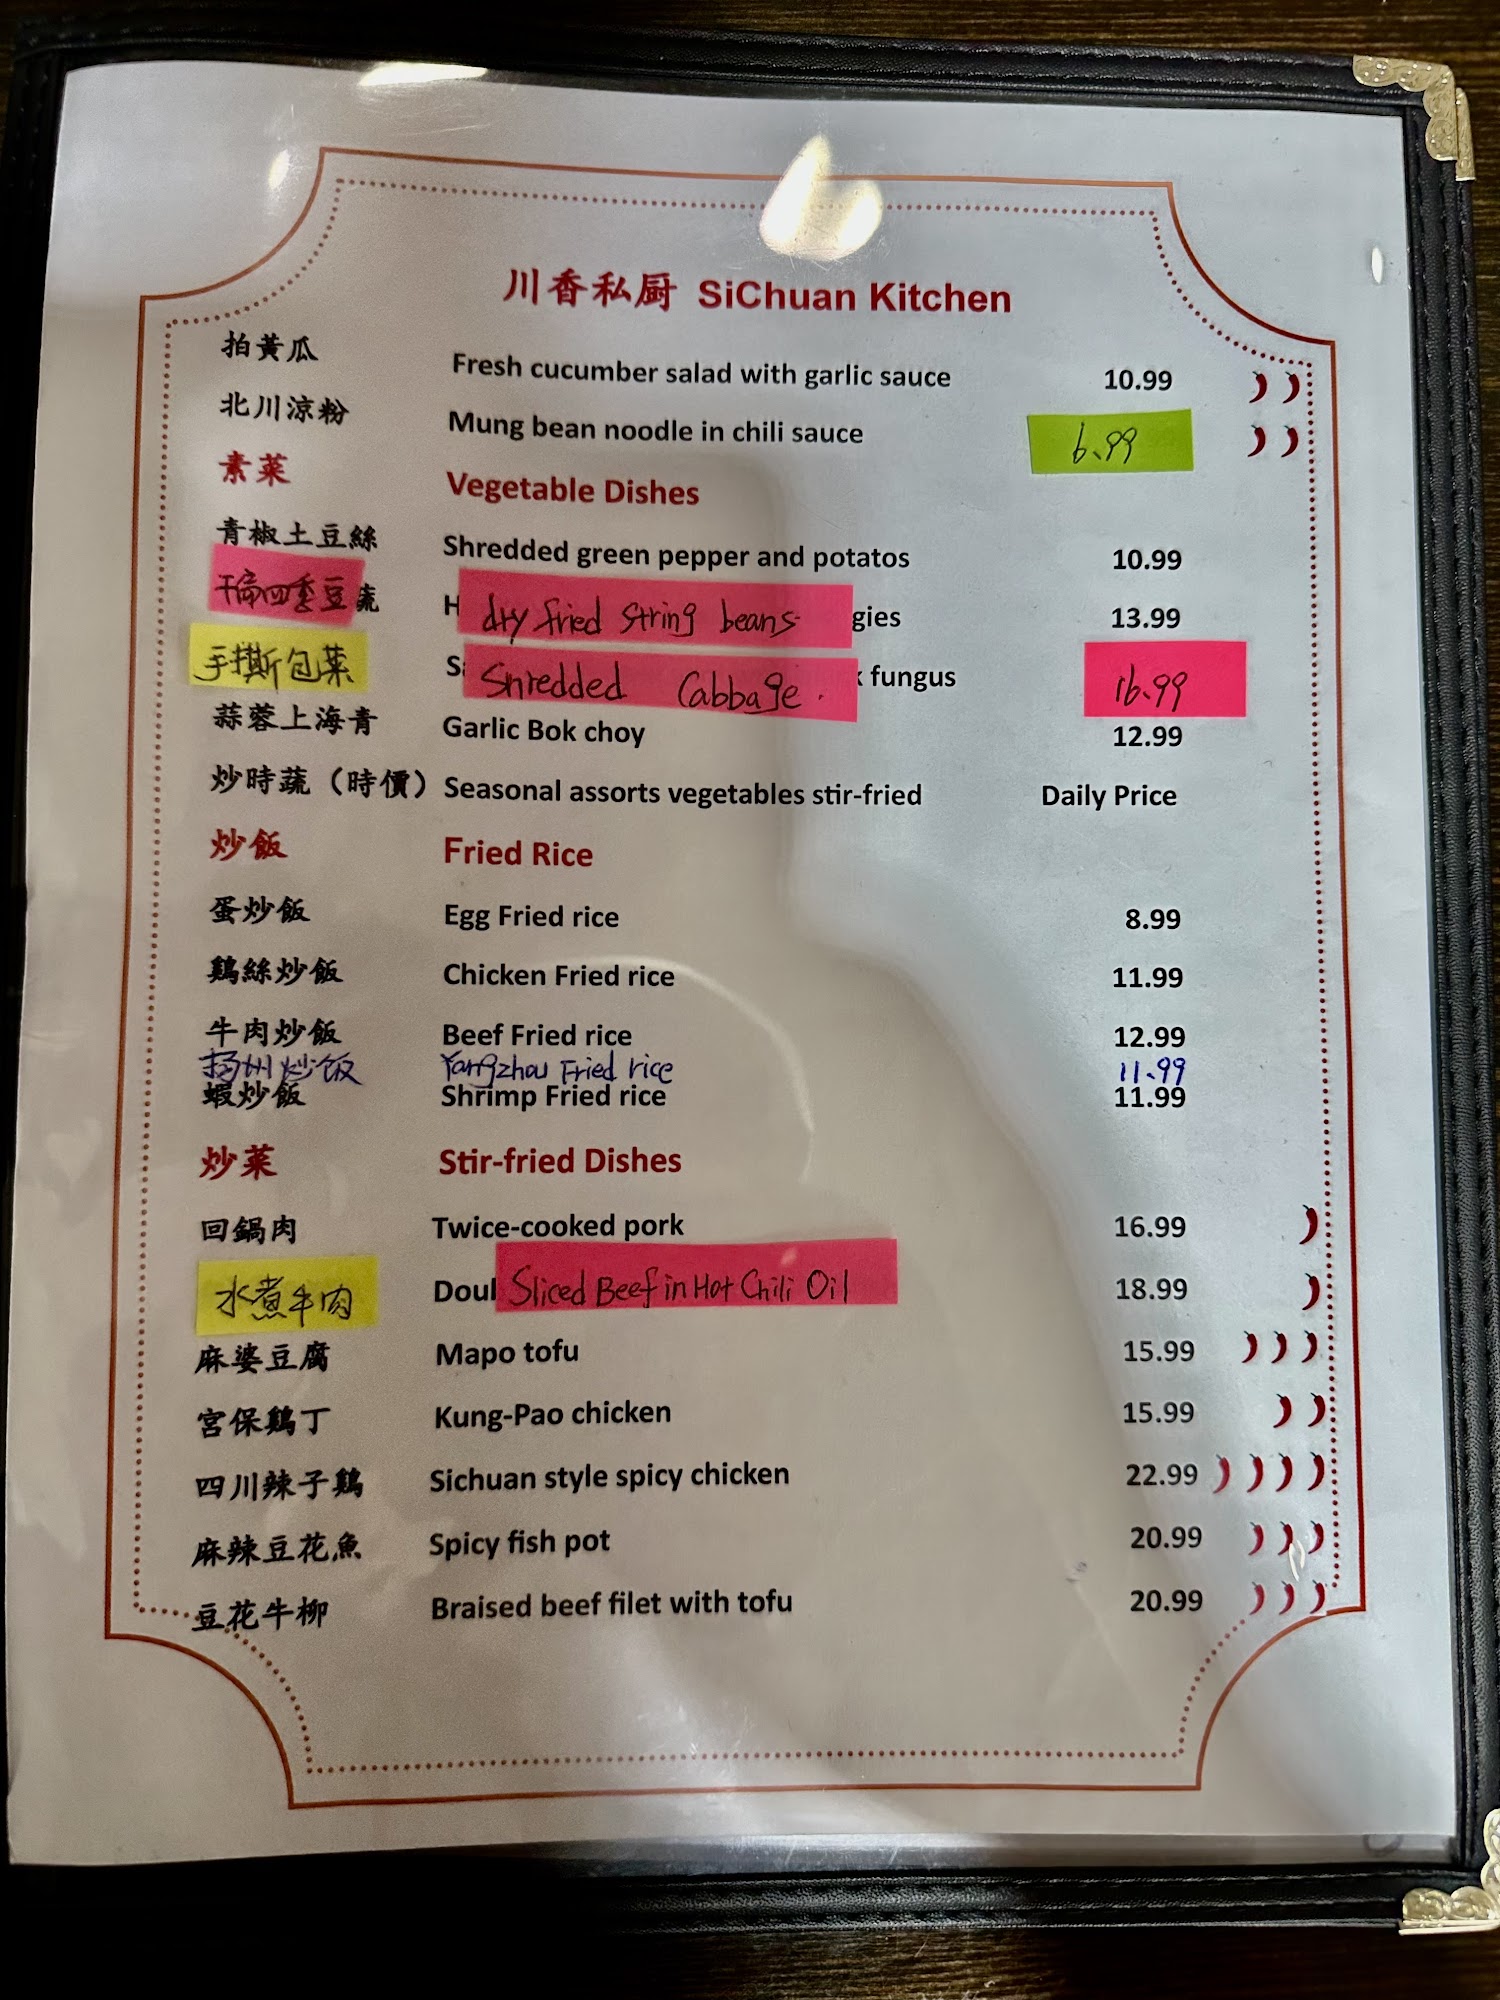 川香私厨 SiChuan Kitchen
拍黃瓜 Fresh cucumber salad with garlic sauce 10.99
北川涼粉 Mung bean noodle in chili sauce 6.99
素菜 Vegetable Dishes
青椒土豆絲 Shredded green pepper and potatos 10.99
干煸四季豆 dry fried string beans 13.99
手撕包菜 Shredded Cabbage. fungus 16.99
蒜蓉上海青 Garlic Bok choy 12.99
炒時蔬（時價） Seasonal assorts vegetables stir-fried Daily Price
炒飯 Fried Rice
蛋炒飯 Egg Fried rice 8.99
鷄絲炒飯 Chicken Fried rice 11.99
牛肉炒飯 Beef Fried rice 12.99
扬州炒饭 Yangzhou Fried rice 11.99
蝦炒飯 Shrimp Fried rice 11.99
炒菜 Stir-fried Dishes
回鍋肉 Twice-cooked pork 16.99
水煮牛肉 Sliced Beef in Hot Chili Oil 18.99
麻婆豆腐 Mapo tofu 15.99
宮保鷄丁 Kung-Pao chicken 15.99
四川辣子鷄 Sichuan style spicy chicken 22.99
麻辣豆花魚 Spicy fish pot 20.99
豆花牛柳 Braised beef filet with tofu 20.99